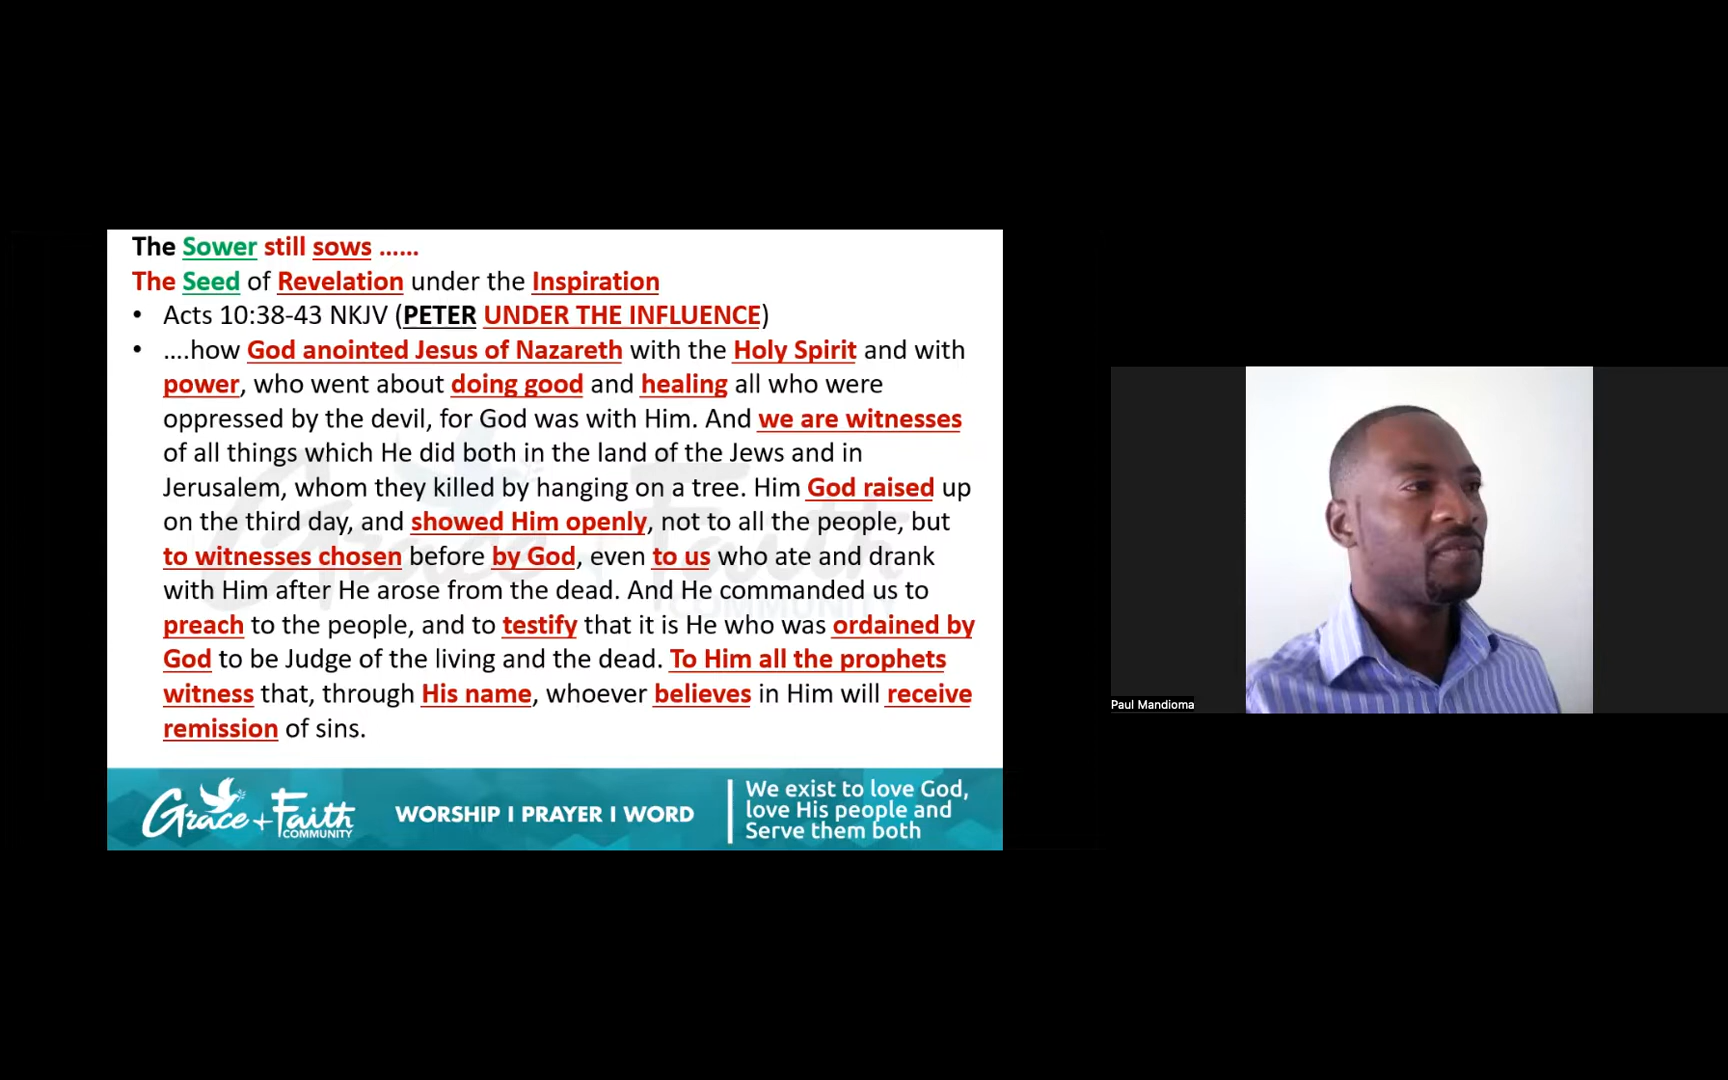 The Sower still sows ......
The Seed of Revelation under the Inspiration
• Acts 10:38-43 NKJV (PETER UNDER THE INFLUENCE)
• ....how God anointed Jesus of Nazareth with the Holy Spirit and with
power, who went about doing good and healing all who were
oppressed by the devil, for God was with Him. And we are witnesses
of all things which He did both in the land of the Jews and in
Jerusalem, whom they killed by hanging on a tree. Him God raised up
on the third day, and showed Him openly, not to all the people, but
to witnesses chosen before by God, even to us who ate and drank
with Him after He arose from the dead. And He commanded us to
preach to the people, and to testify that it is He who was ordained by
God to be Judge of the living and the dead. To Him all the prophets
witness that, through His name, whoever believes in Him will receive
remission of sins.
Grace + Faith
COMMUNITY
WORSHIP I PRAYER I WORD
We exist to love God,
love His people and
Serve them both
Paul Mandioma